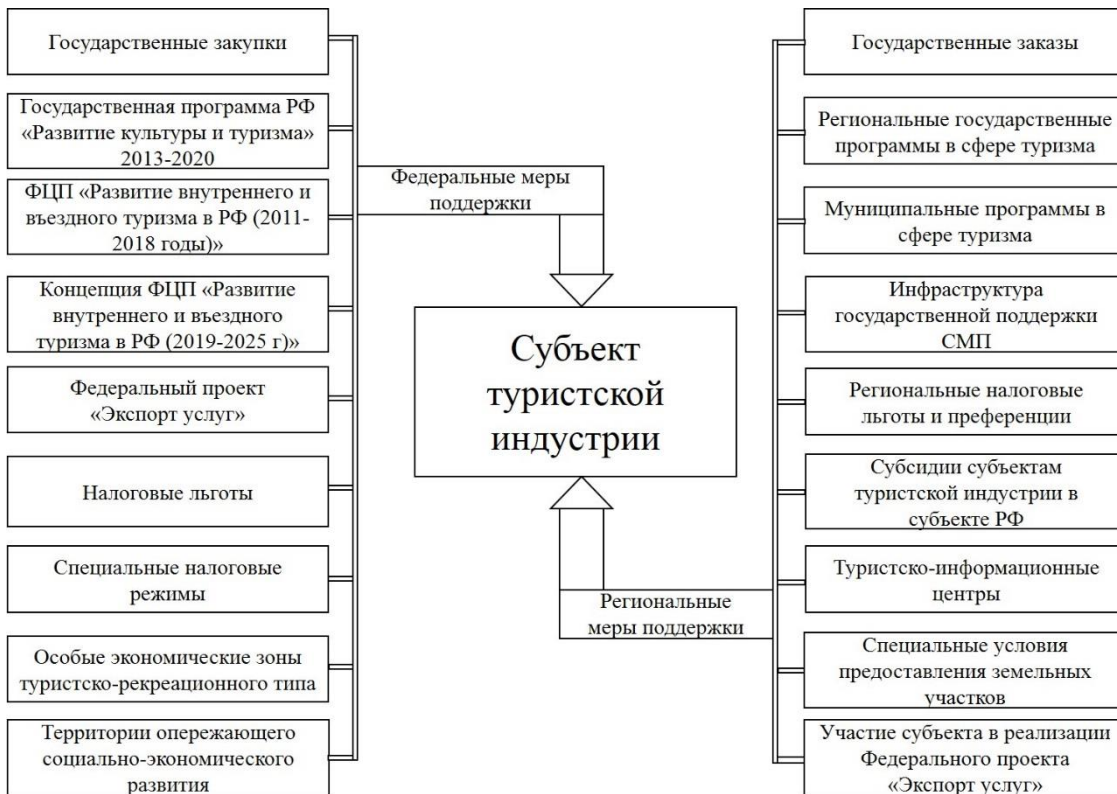 Государственные закупки
Государственная программа РФ
«Развитие культуры и туризма»
2013-2020
ФЦП «Развитие внутреннего и
въездного туризма в РФ (2011-
2018 годы)»
Концепция ФЦП «Развитие
внутреннего и въездного
туризма в РФ (2019-2025 г)»
Федеральный проект
«Экспорт услуг»
Налоговые льготы
Специальные налоговые
режимы
Особые экономические зоны
туристско-рекреационного типа
Территории опережающего
социально-экономического
развития
Федеральные меры
поддержки
Субъект
туристской
индустрии
Региональные
меры поддержки
Государственные заказы
Региональные государственные
программы в сфере туризма
Муниципальные программы в
сфере туризма
Инфраструктура
государственной поддержки
СМП
Региональные налоговые
льготы и преференции
Субсидии субъектам
туристской индустрии в
субъекте РФ
Туристско-информационные
центры
Специальные условия
предоставления земельных
участков
Участие субъекта в реализации
Федерального проекта
«Экспорт услуг»